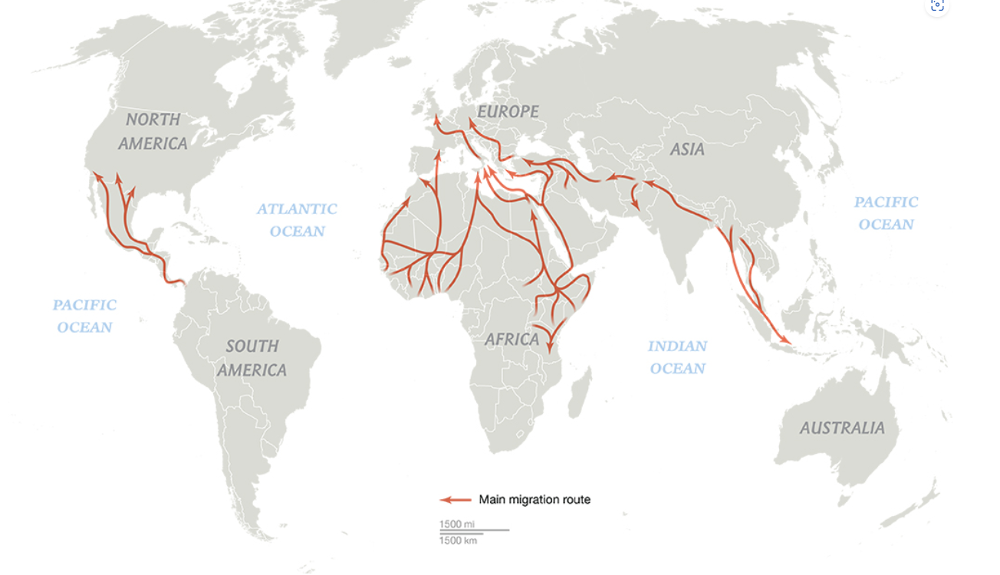 EUROPE
NORTH
AMERICA
ASIA
ATLANTIC
OCEAN
PACIFIC
OCEAN
PACIFIC
OCEAN
AFRICA
SOUTH
AMERICA
INDIAN
OCEAN
AUSTRALIA
Main migration route
1500 mi
1500 km